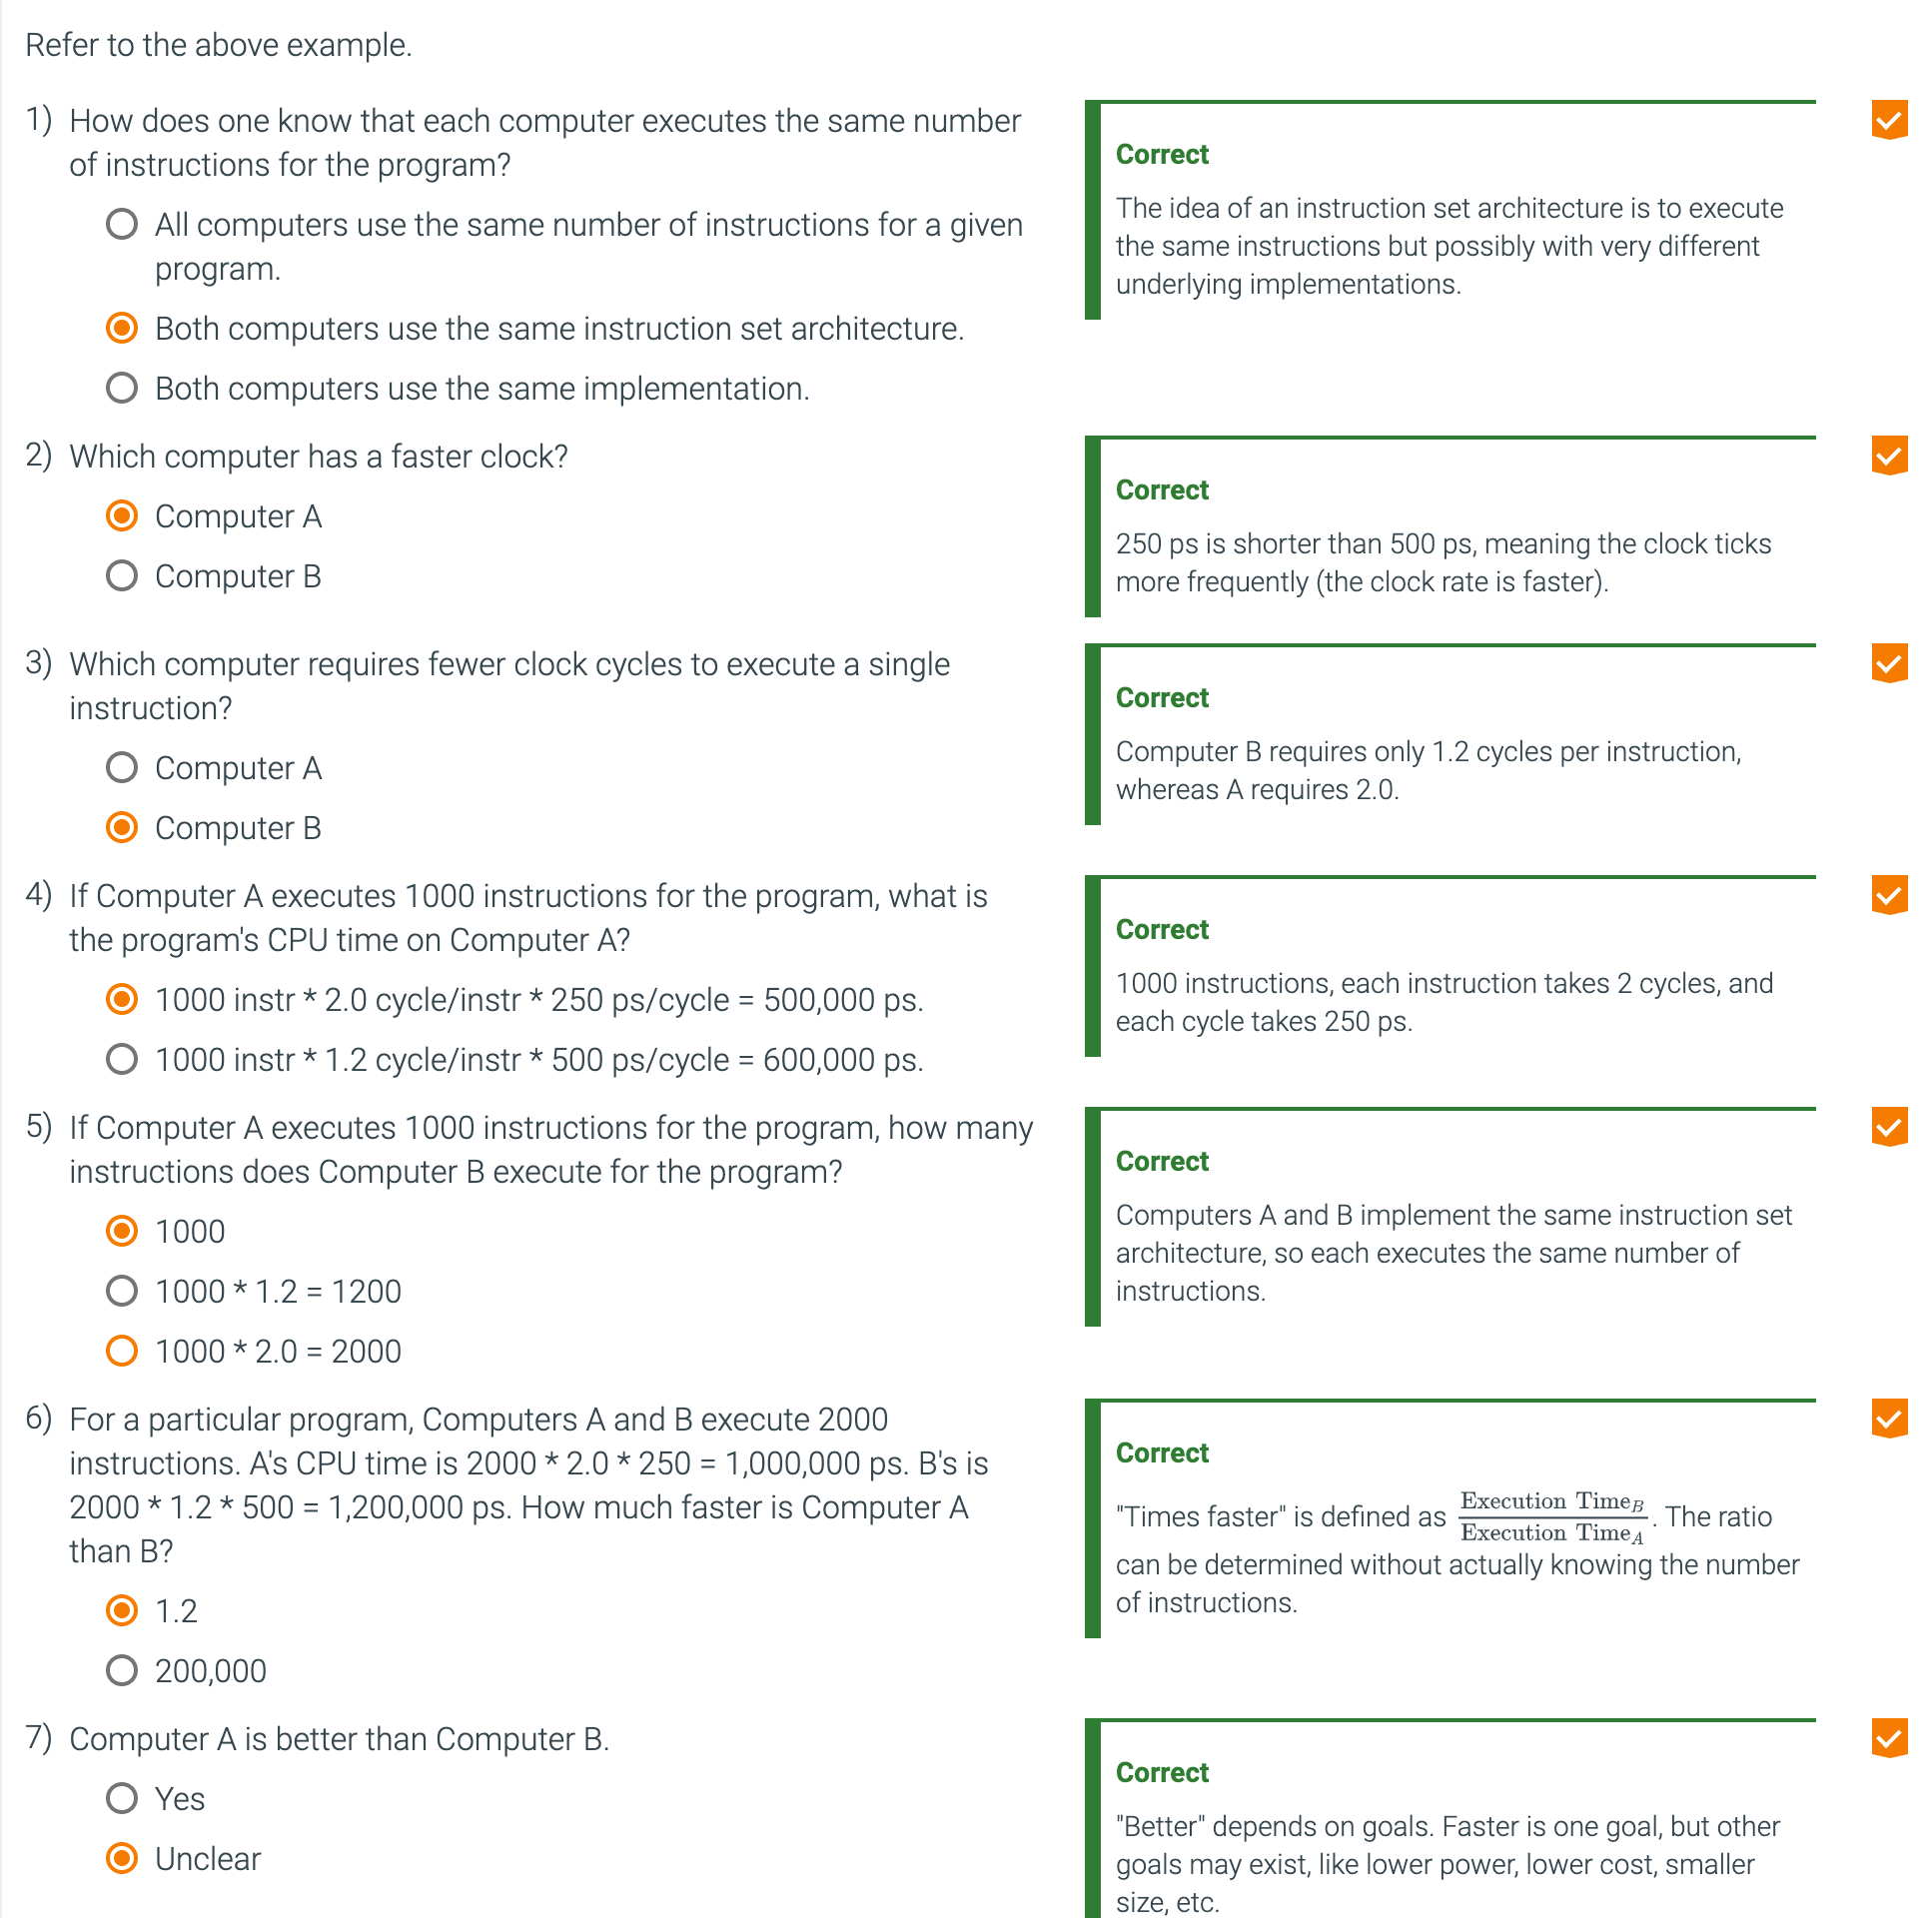 Refer to the above example.
1) How does one know that each computer executes the same number
of instructions for the program?
All computers use the same number of instructions for a given
program.
Both computers use the same instruction set architecture.
Both computers use the same implementation.
Correct
The idea of an instruction set architecture is to execute
the same instructions but possibly with very different
underlying implementations.
2) Which computer has a faster clock?
Computer A
Computer B
Correct
250 ps is shorter than 500 ps, meaning the clock ticks
more frequently (the clock rate is faster).
3) Which computer requires fewer clock cycles to execute a single
instruction?
Computer A
Computer B
Correct
Computer B requires only 1.2 cycles per instruction,
whereas A requires 2.0.
4) If Computer A executes 1000 instructions for the program, what is
the program's CPU time on Computer A?
1000 instr * 2.0 cycle/instr * 250 ps/cycle = 500,000 ps.
1000 instr * 1.2 cycle/instr * 500 ps/cycle = 600,000 ps.
Correct
1000 instructions, each instruction takes 2 cycles, and
each cycle takes 250 ps.
5) If Computer A executes 1000 instructions for the program, how many
instructions does Computer B execute for the program?
1000
1000 * 1.2 = 1200
1000 * 2.0 = 2000
Correct
Computers A and B implement the same instruction set
architecture, so each executes the same number of
instructions.
6) For a particular program, Computers A and B execute 2000
instructions. A's CPU time is 2000 * 2.0 * 250 = 1,000,000 ps. B's is
2000 * 1.2 * 500 = 1,200,000 ps. How much faster is Computer A
than B?
1.2
200,000
Correct
"Times faster" is defined as Execution Time_B / Execution Time_A. The ratio
can be determined without actually knowing the number
of instructions.
7) Computer A is better than Computer B.
Yes
Unclear
Correct
"Better" depends on goals. Faster is one goal, but other
goals may exist, like lower power, lower cost, smaller
size, etc.